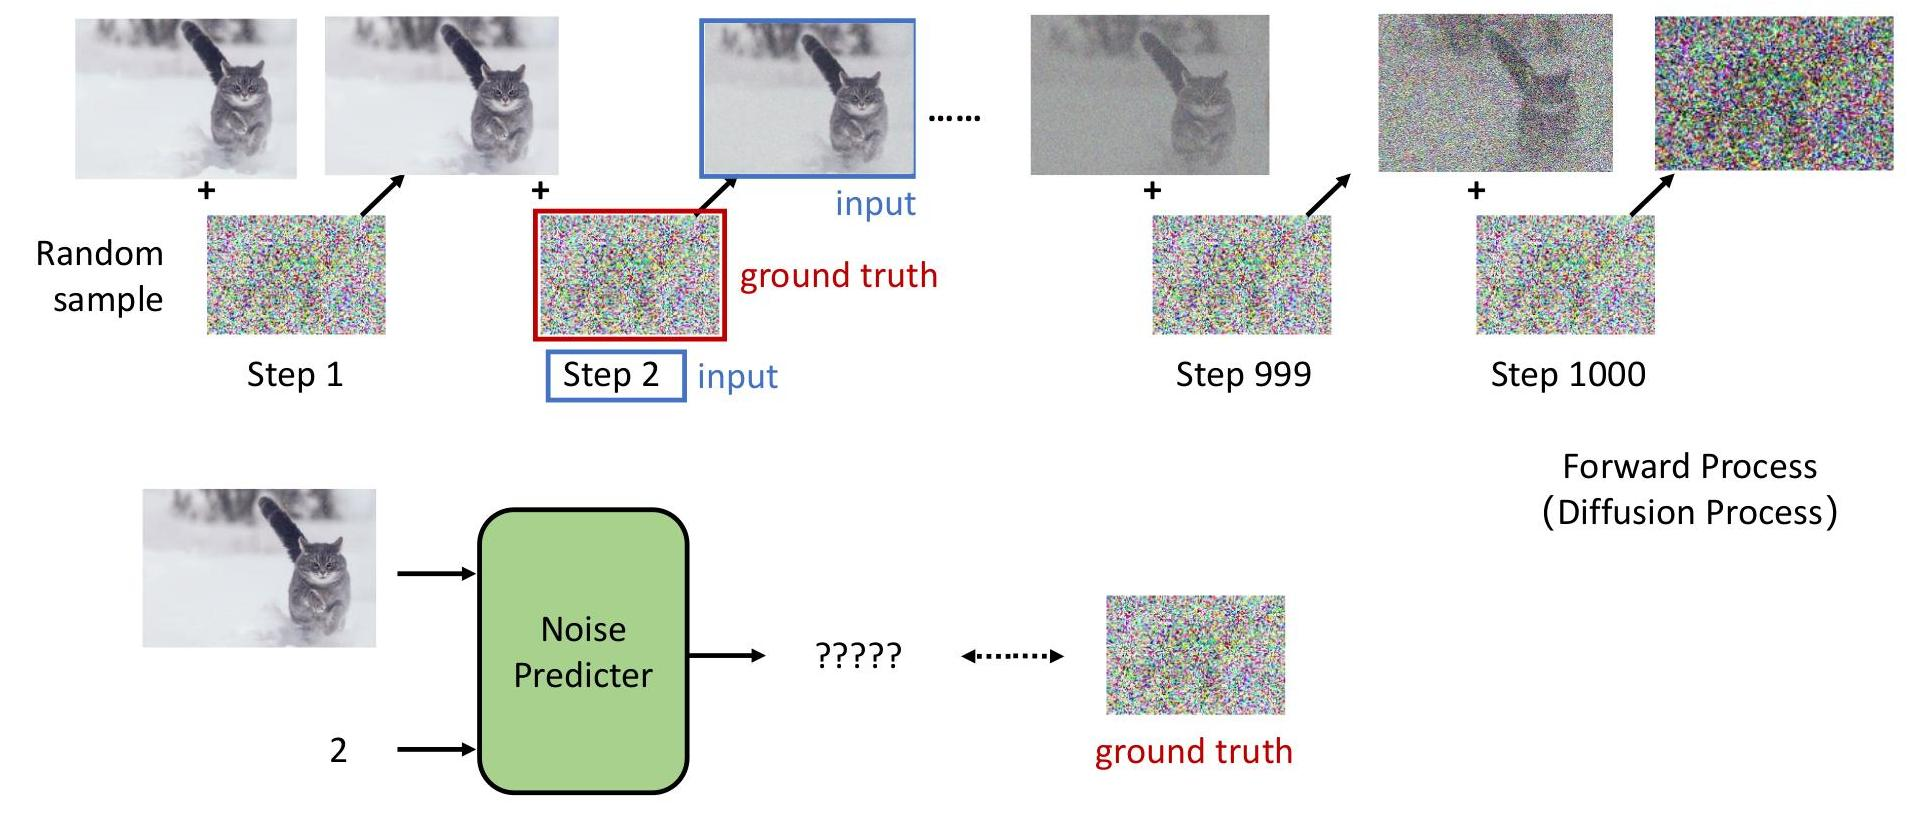 +
+
......
+
+
input
Random
sample
ground truth
Step 1
Step 2
input
Step 999
Step 1000
Forward Process
(Diffusion Process)
Noise
Predicter
?????
2
ground truth